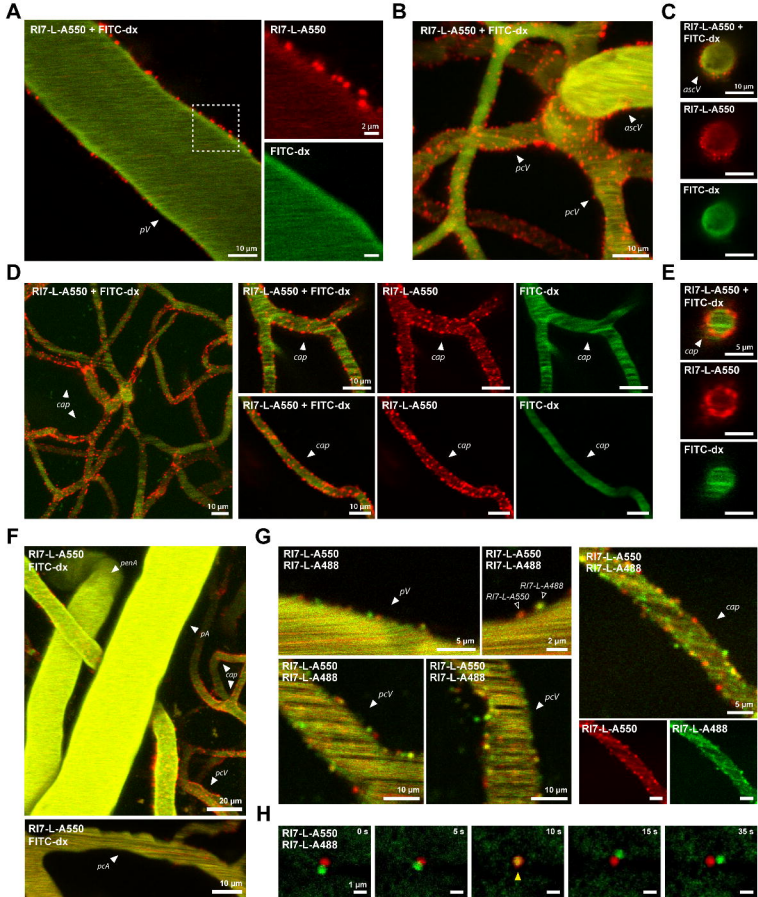 A
RI7-L-A550 + FITC-dx
pV
10 µm
RI7-L-A550
2 µm
FITC-dx
B
RI7-L-A550 + FITC-dx
ascV
pcV
pcV
10 µm
C
RI7-L-A550 +
FITC-dx
ascV
10 µm
RI7-L-A550
FITC-dx
D
RI7-L-A550 + FITC-dx
cap
10 µm
RI7-L-A550 + FITC-dx
cap
10 µm
RI7-L-A550
cap
FITC-dx
cap
RI7-L-A550 + FITC-dx
cap
10 µm
RI7-L-A550
cap
FITC-dx
cap
E
RI7-L-A550 +
FITC-dx
cap
5 µm
RI7-L-A550
FITC-dx
F
RI7-L-A550
FITC-dx
penA
pA
cap
pcV
20 µm
RI7-L-A550
FITC-dx
pcA
10 µm
G
RI7-L-A550
RI7-L-A488
pV
5 µm
RI7-L-A550
RI7-L-A488
RI7-L-A488
RI7-L-A550
2 µm
RI7-L-A550
RI7-L-A488
cap
5 µm
RI7-L-A550
RI7-L-A488
pcV
10 µm
RI7-L-A550
RI7-L-A488
pcV
10 µm
RI7-L-A550
RI7-L-A488
H
RI7-L-A550
RI7-L-A488
0 s
5 s
10 s
15 s
35 s
1 µm